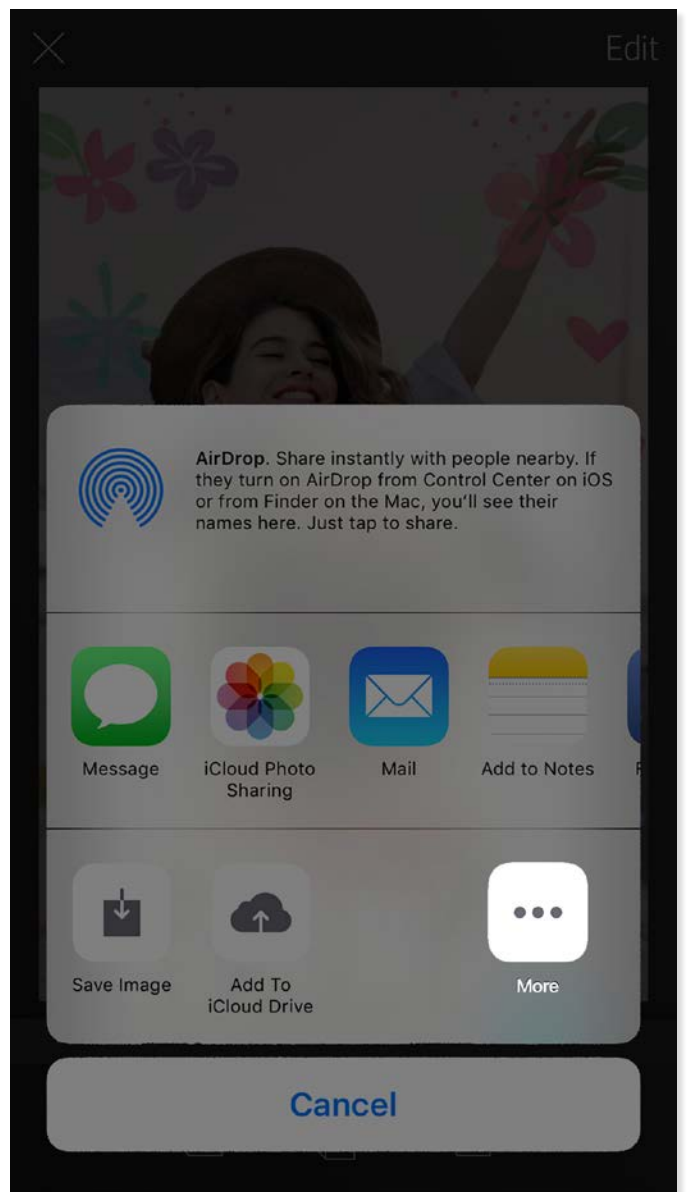 Edit
AirDrop. Share instantly with people nearby. If
they turn on AirDrop from Control Center on iOS
or from Finder on the Mac, you'll see their
names here. Just tap to share.
Message
iCloud Photo
Sharing
Mail
Add to Notes
F
Save Image
Add To
iCloud Drive
More
Cancel